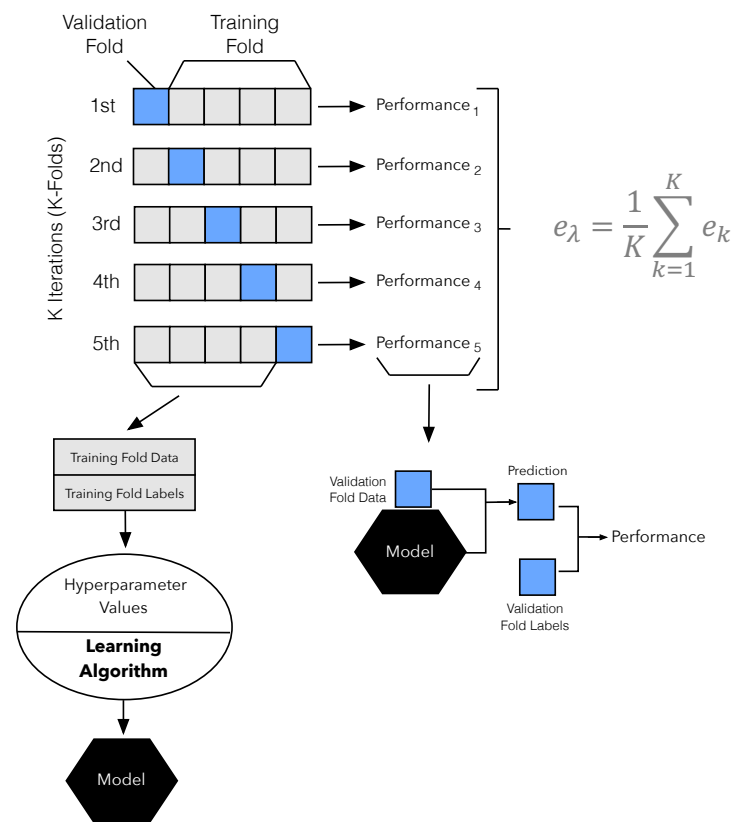 Validation
Fold
Training
Fold
K Iterations (K-Folds)
1st
Performance 1
2nd
Performance 2
3rd
Performance 3
4th
Performance 4
5th
Performance 5
e_λ = 1/K ∑_{k=1}^{K} e_k
Training Fold Data
Training Fold Labels
Hyperparameter
Values
Learning
Algorithm
Model
Validation
Fold Data
Model
Prediction
Performance
Validation
Fold Labels